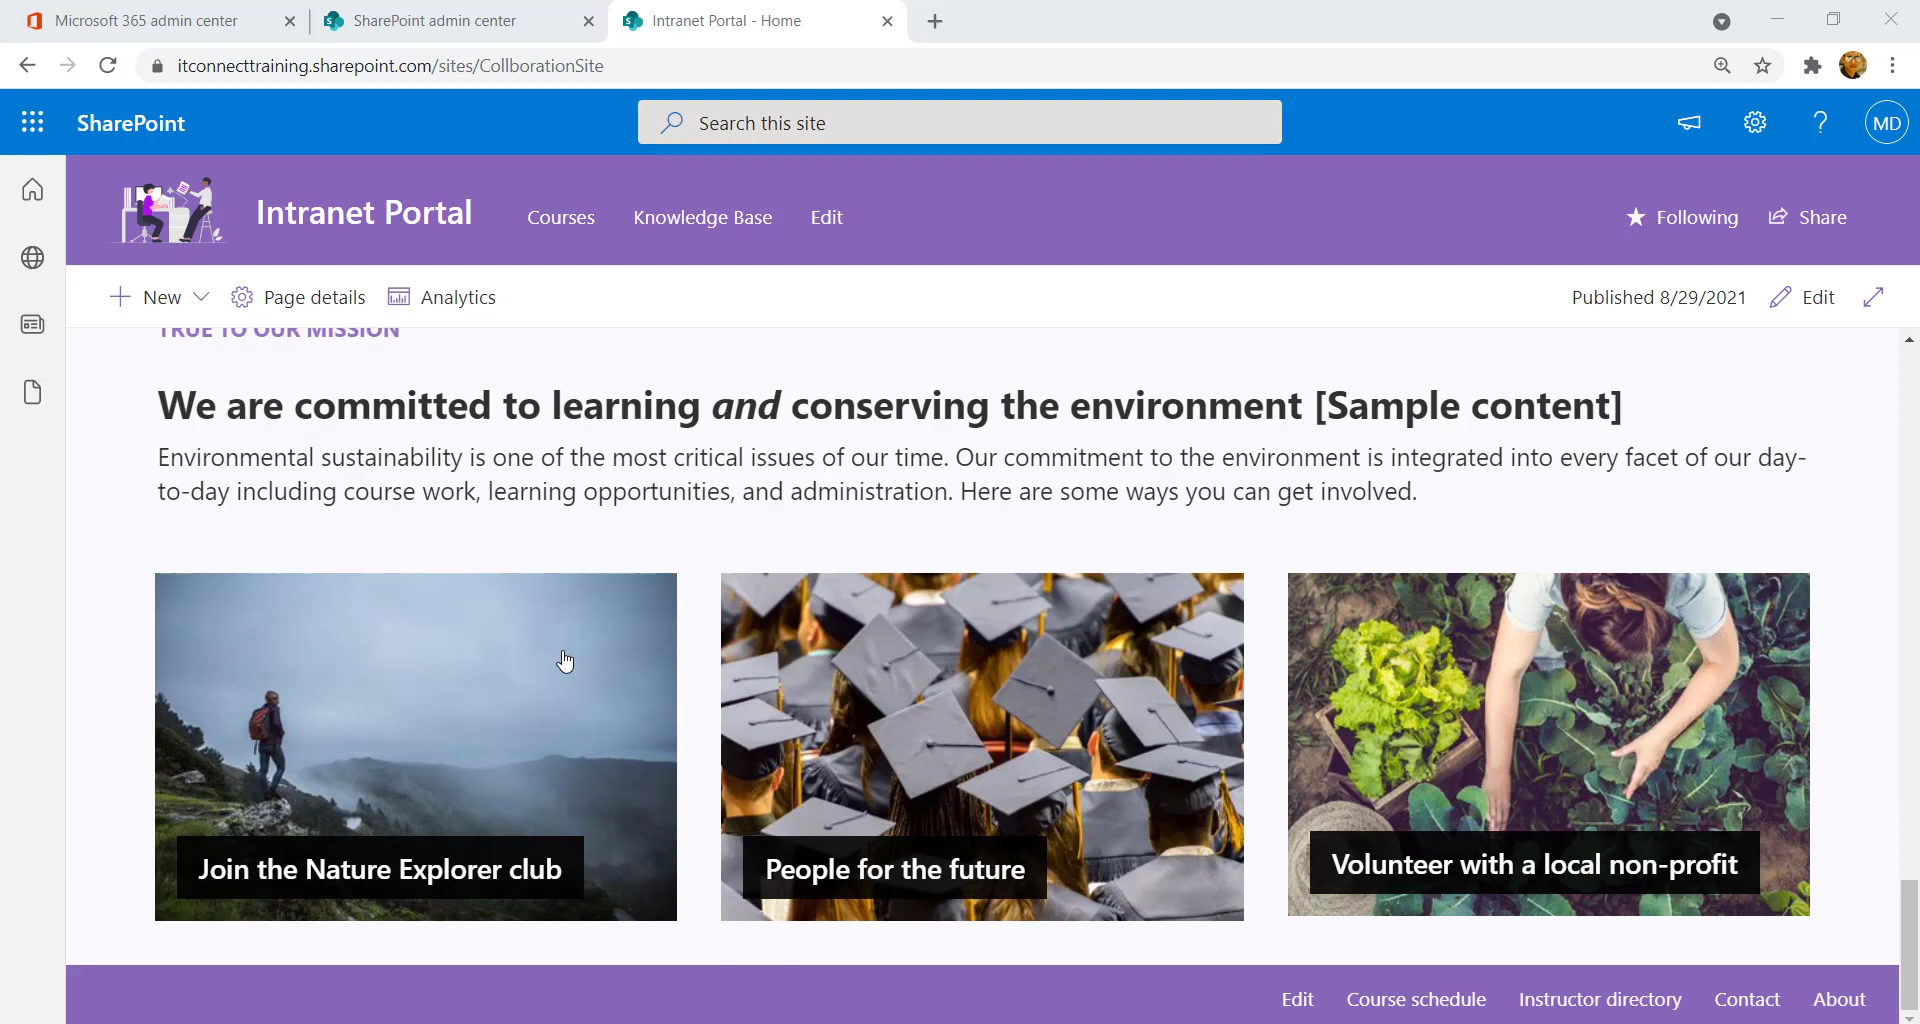 Microsoft 365 admin center
SharePoint admin center
Intranet Portal - Home
itconnecttraining.sharepoint.com/sites/CollborationSite
SharePoint
Search this site
MD
Intranet Portal
Courses
Knowledge Base
Edit
Following
Share
New
Page details
Analytics
Published 8/29/2021
Edit
TRUE TO OUR MISSION
We are committed to learning and conserving the environment [Sample content]
Environmental sustainability is one of the most critical issues of our time. Our commitment to the environment is integrated into every facet of our day-
to-day including course work, learning opportunities, and administration. Here are some ways you can get involved.
Join the Nature Explorer club
People for the future
Volunteer with a local non-profit
Edit
Course schedule
Instructor directory
Contact
About